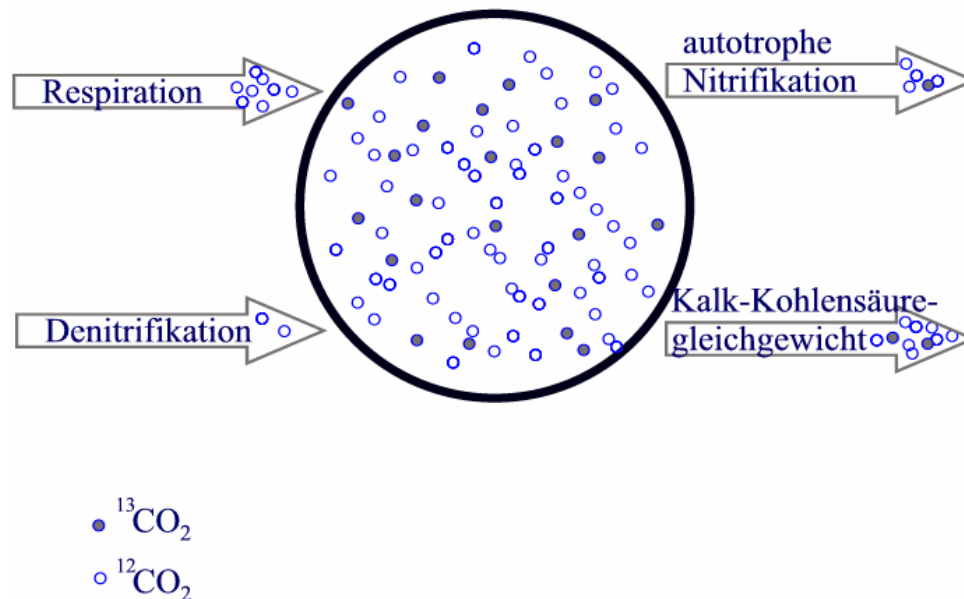 Respiration
autotrophe
Nitrifikation
Denitrifikation
Kalk-Kohlensäure-
gleichgewicht
¹³CO₂
¹²CO₂